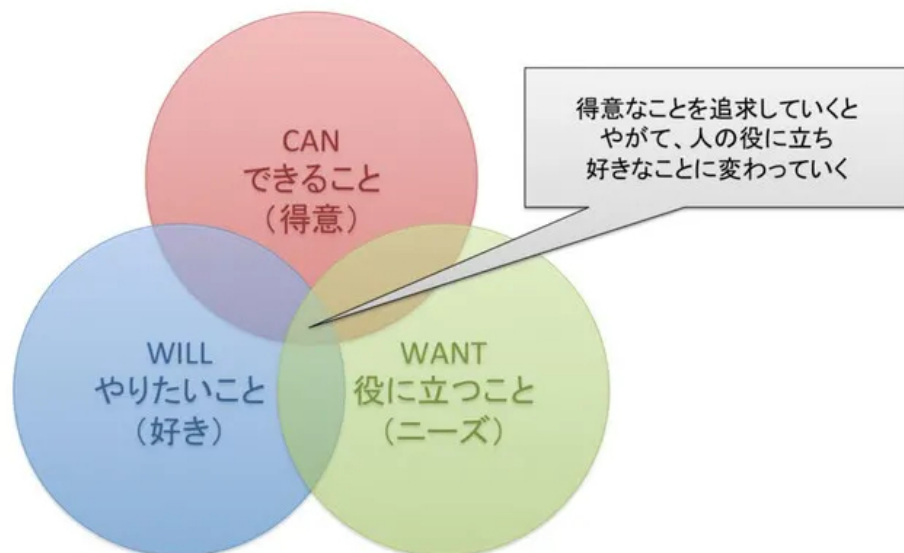 CAN
できること
（得意）
得意なことを追求していくと
やがて、人の役に立ち
好きなことに変わっていく
WILL
やりたいこと
（好き）
WANT
役に立つこと
（ニーズ）